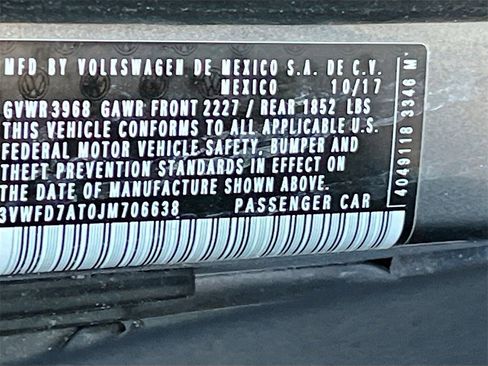 MFD BY VOLKSWAGEN DE MEXICO S.A. DE C.V.
MEXICO 10/17
GVWR 3968 GAWR FRONT 2227 / REAR 1852 LBS
THIS VEHICLE CONFORMS TO ALL APPLICABLE U.S.
FEDERAL MOTOR VEHICLE SAFETY, BUMPER AND
THEFT PREVENTION STANDARDS IN EFFECT ON
THE DATE OF MANUFACTURE SHOWN ABOVE.
3VWFD7AT0JM706638 PASSENGER CAR
4049118 3346 M